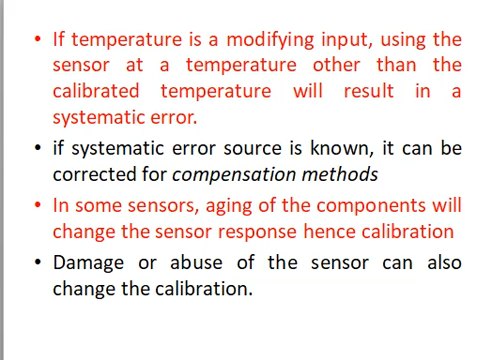 • If temperature is a modifying input, using the
sensor at a temperature other than the
calibrated temperature will result in a
systematic error.
• if systematic error source is known, it can be
corrected for compensation methods
• In some sensors, aging of the components will
change the sensor response hence calibration
• Damage or abuse of the sensor can also
change the calibration.